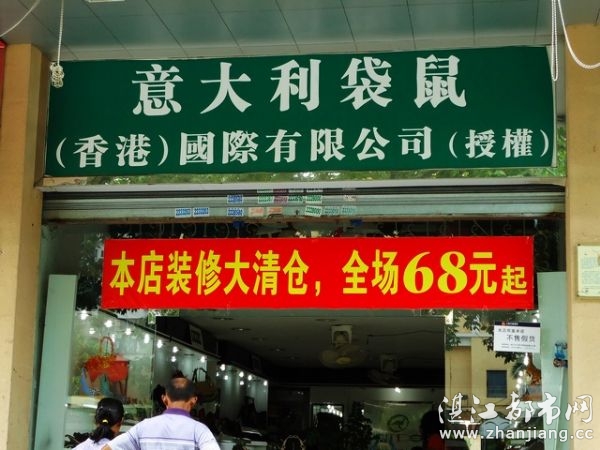 意大利袋鼠
(香港)國際有限公司(授權)
本店装修大清仓,全场68元起
不售假货
湛江都市网
www.zhanjiang.cc